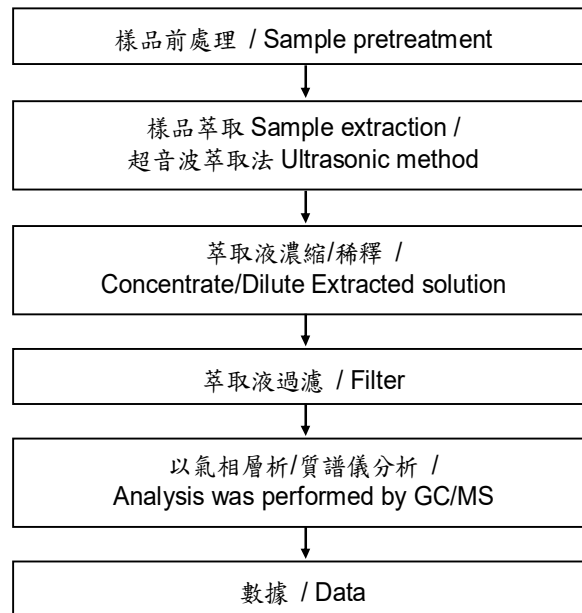 樣品前處理 / Sample pretreatment
樣品萃取 Sample extraction /
超音波萃取法 Ultrasonic method
萃取液濃縮/稀釋 /
Concentrate/Dilute Extracted solution
萃取液過濾 / Filter
以氣相層析/質譜儀分析 /
Analysis was performed by GC/MS
數據 / Data